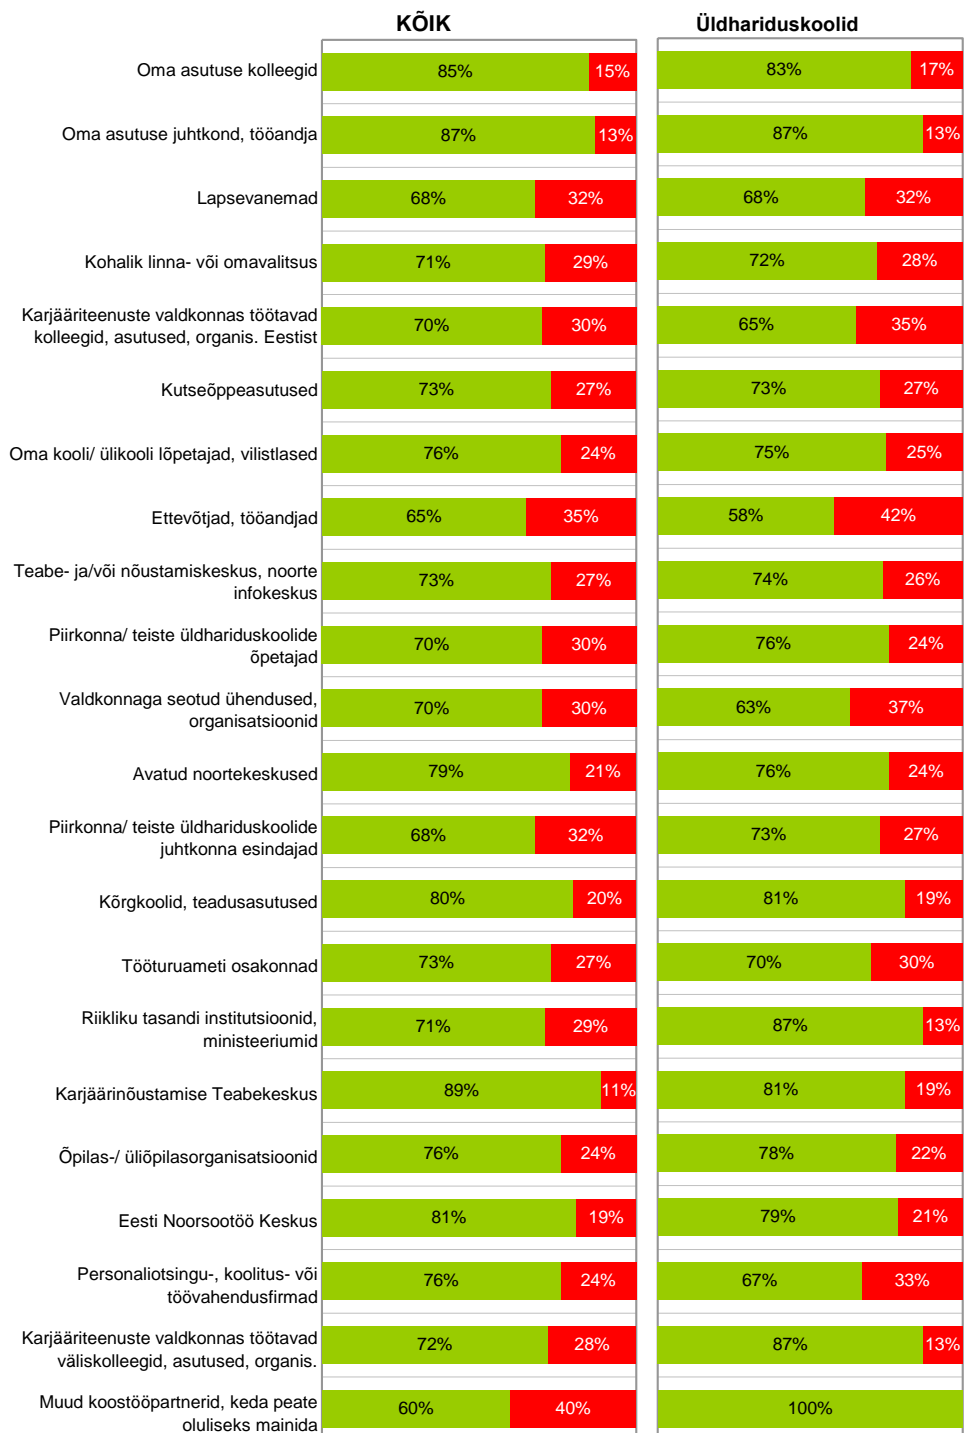 KÕIK Üldhariduskoolid
Oma asutuse kolleegid 85% 15% 83% 17%
Oma asutuse juhtkond, tööandja 87% 13% 87% 13%
Lapsevanemad 68% 32% 68% 32%
Kohalik linna- või omavalitsus 71% 29% 72% 28%
Karjääriteenuste valdkonnas töötavad
kolleegid, asutused, organis. Eestist 70% 30% 65% 35%
Kutseõppeasutused 73% 27% 73% 27%
Oma kooli/ ülikooli lõpetajad, vilistlased 76% 24% 75% 25%
Ettevõtjad, tööandjad 65% 35% 58% 42%
Teabe- ja/või nõustamiskeskus, noorte
infokeskus 73% 27% 74% 26%
Piirkonna/ teiste üldhariduskoolide
õpetajad 70% 30% 76% 24%
Valdkonnaga seotud ühendused,
organisatsioonid 70% 30% 63% 37%
Avatud noortekeskused 79% 21% 76% 24%
Piirkonna/ teiste üldhariduskoolide
juhtkonna esindajad 68% 32% 73% 27%
Kõrgkoolid, teadusasutused 80% 20% 81% 19%
Tööturuameti osakonnad 73% 27% 70% 30%
Riikliku tasandi institutsioonid,
ministeeriumid 71% 29% 87% 13%
Karjäärinõustamise Teabekeskus 89% 11% 81% 19%
Õpilas-/ üliõpilasorganisatsioonid 76% 24% 78% 22%
Eesti Noorsootöö Keskus 81% 19% 79% 21%
Personaliotsingu-, koolitus- või
töövahendusfirmad 76% 24% 67% 33%
Karjääriteenuste valdkonnas töötavad
väliskolleegid, asutused, organis. 72% 28% 87% 13%
Muud koostööpartnerid, keda peate
oluliseks mainida 60% 40% 100%